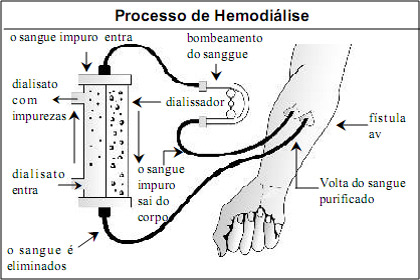 Processo de Hemodiálise
o sangue impuro entra
bombeamento
do sanggue
dialisato
com
impurezas
dialissador
fístula
av
o sangue
impuro
sai do
corpo
dialisato
entra
Volta do sangue
purificado
o sangue é
eliminados